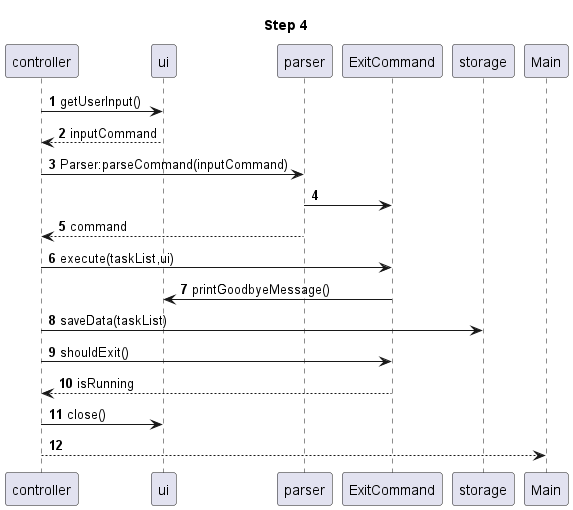 Step 4
controller ui parser ExitCommand storage Main
1 getUserInput()
2 inputCommand
3 Parser:parseCommand(inputCommand)
4
5 command
6 execute(taskList,ui)
7 printGoodbyeMessage()
8 saveData(taskList)
9 shouldExit()
10 isRunning
11 close()
12
controller ui parser ExitCommand storage Main